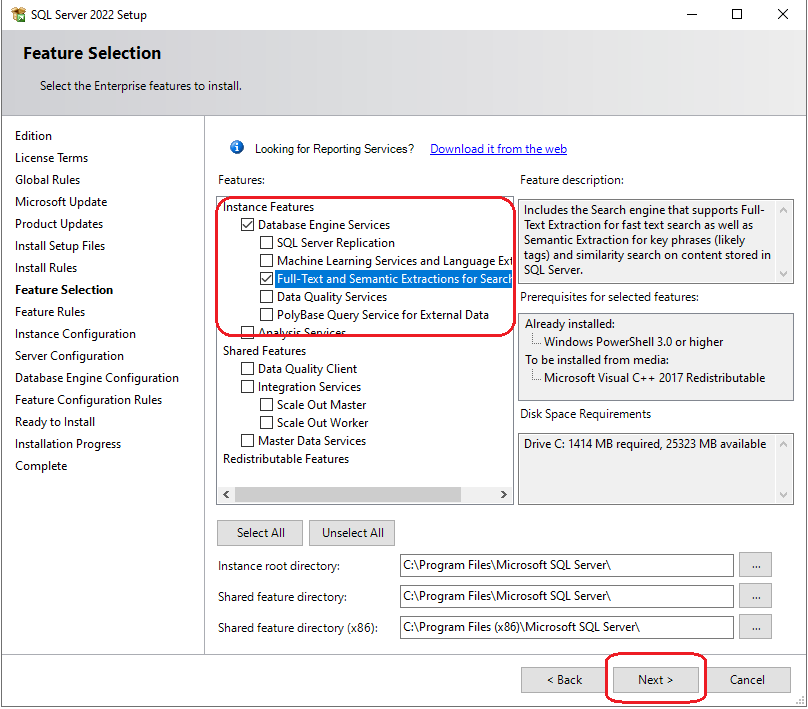 SQL Server 2022 Setup
Feature Selection
Select the Enterprise features to install.
Edition
License Terms
Global Rules
Microsoft Update
Product Updates
Install Setup Files
Install Rules
Feature Selection
Feature Rules
Instance Configuration
Server Configuration
Database Engine Configuration
Feature Configuration Rules
Ready to Install
Installation Progress
Complete
Looking for Reporting Services? Download it from the web
Features:
Instance Features
Database Engine Services
SQL Server Replication
Machine Learning Services and Language Ext
Full-Text and Semantic Extractions for Search
Data Quality Services
PolyBase Query Service for External Data
Analysis Services
Shared Features
Data Quality Client
Integration Services
Scale Out Master
Scale Out Worker
Master Data Services
Redistributable Features
Feature description:
Includes the Search engine that supports Full-
Text Extraction for fast text search as well as
Semantic Extraction for key phrases (likely
tags) and similarity search on content stored in
SQL Server.
Prerequisites for selected features:
Already installed:
Windows PowerShell 3.0 or higher
To be installed from media:
Microsoft Visual C++ 2017 Redistributable
Disk Space Requirements
Drive C: 1414 MB required, 25323 MB available
Select All
Unselect All
Instance root directory: C:\Program Files\Microsoft SQL Server\ ...
Shared feature directory: C:\Program Files\Microsoft SQL Server\ ...
Shared feature directory (x86): C:\Program Files (x86)\Microsoft SQL Server\ ...
< Back
Next >
Cancel